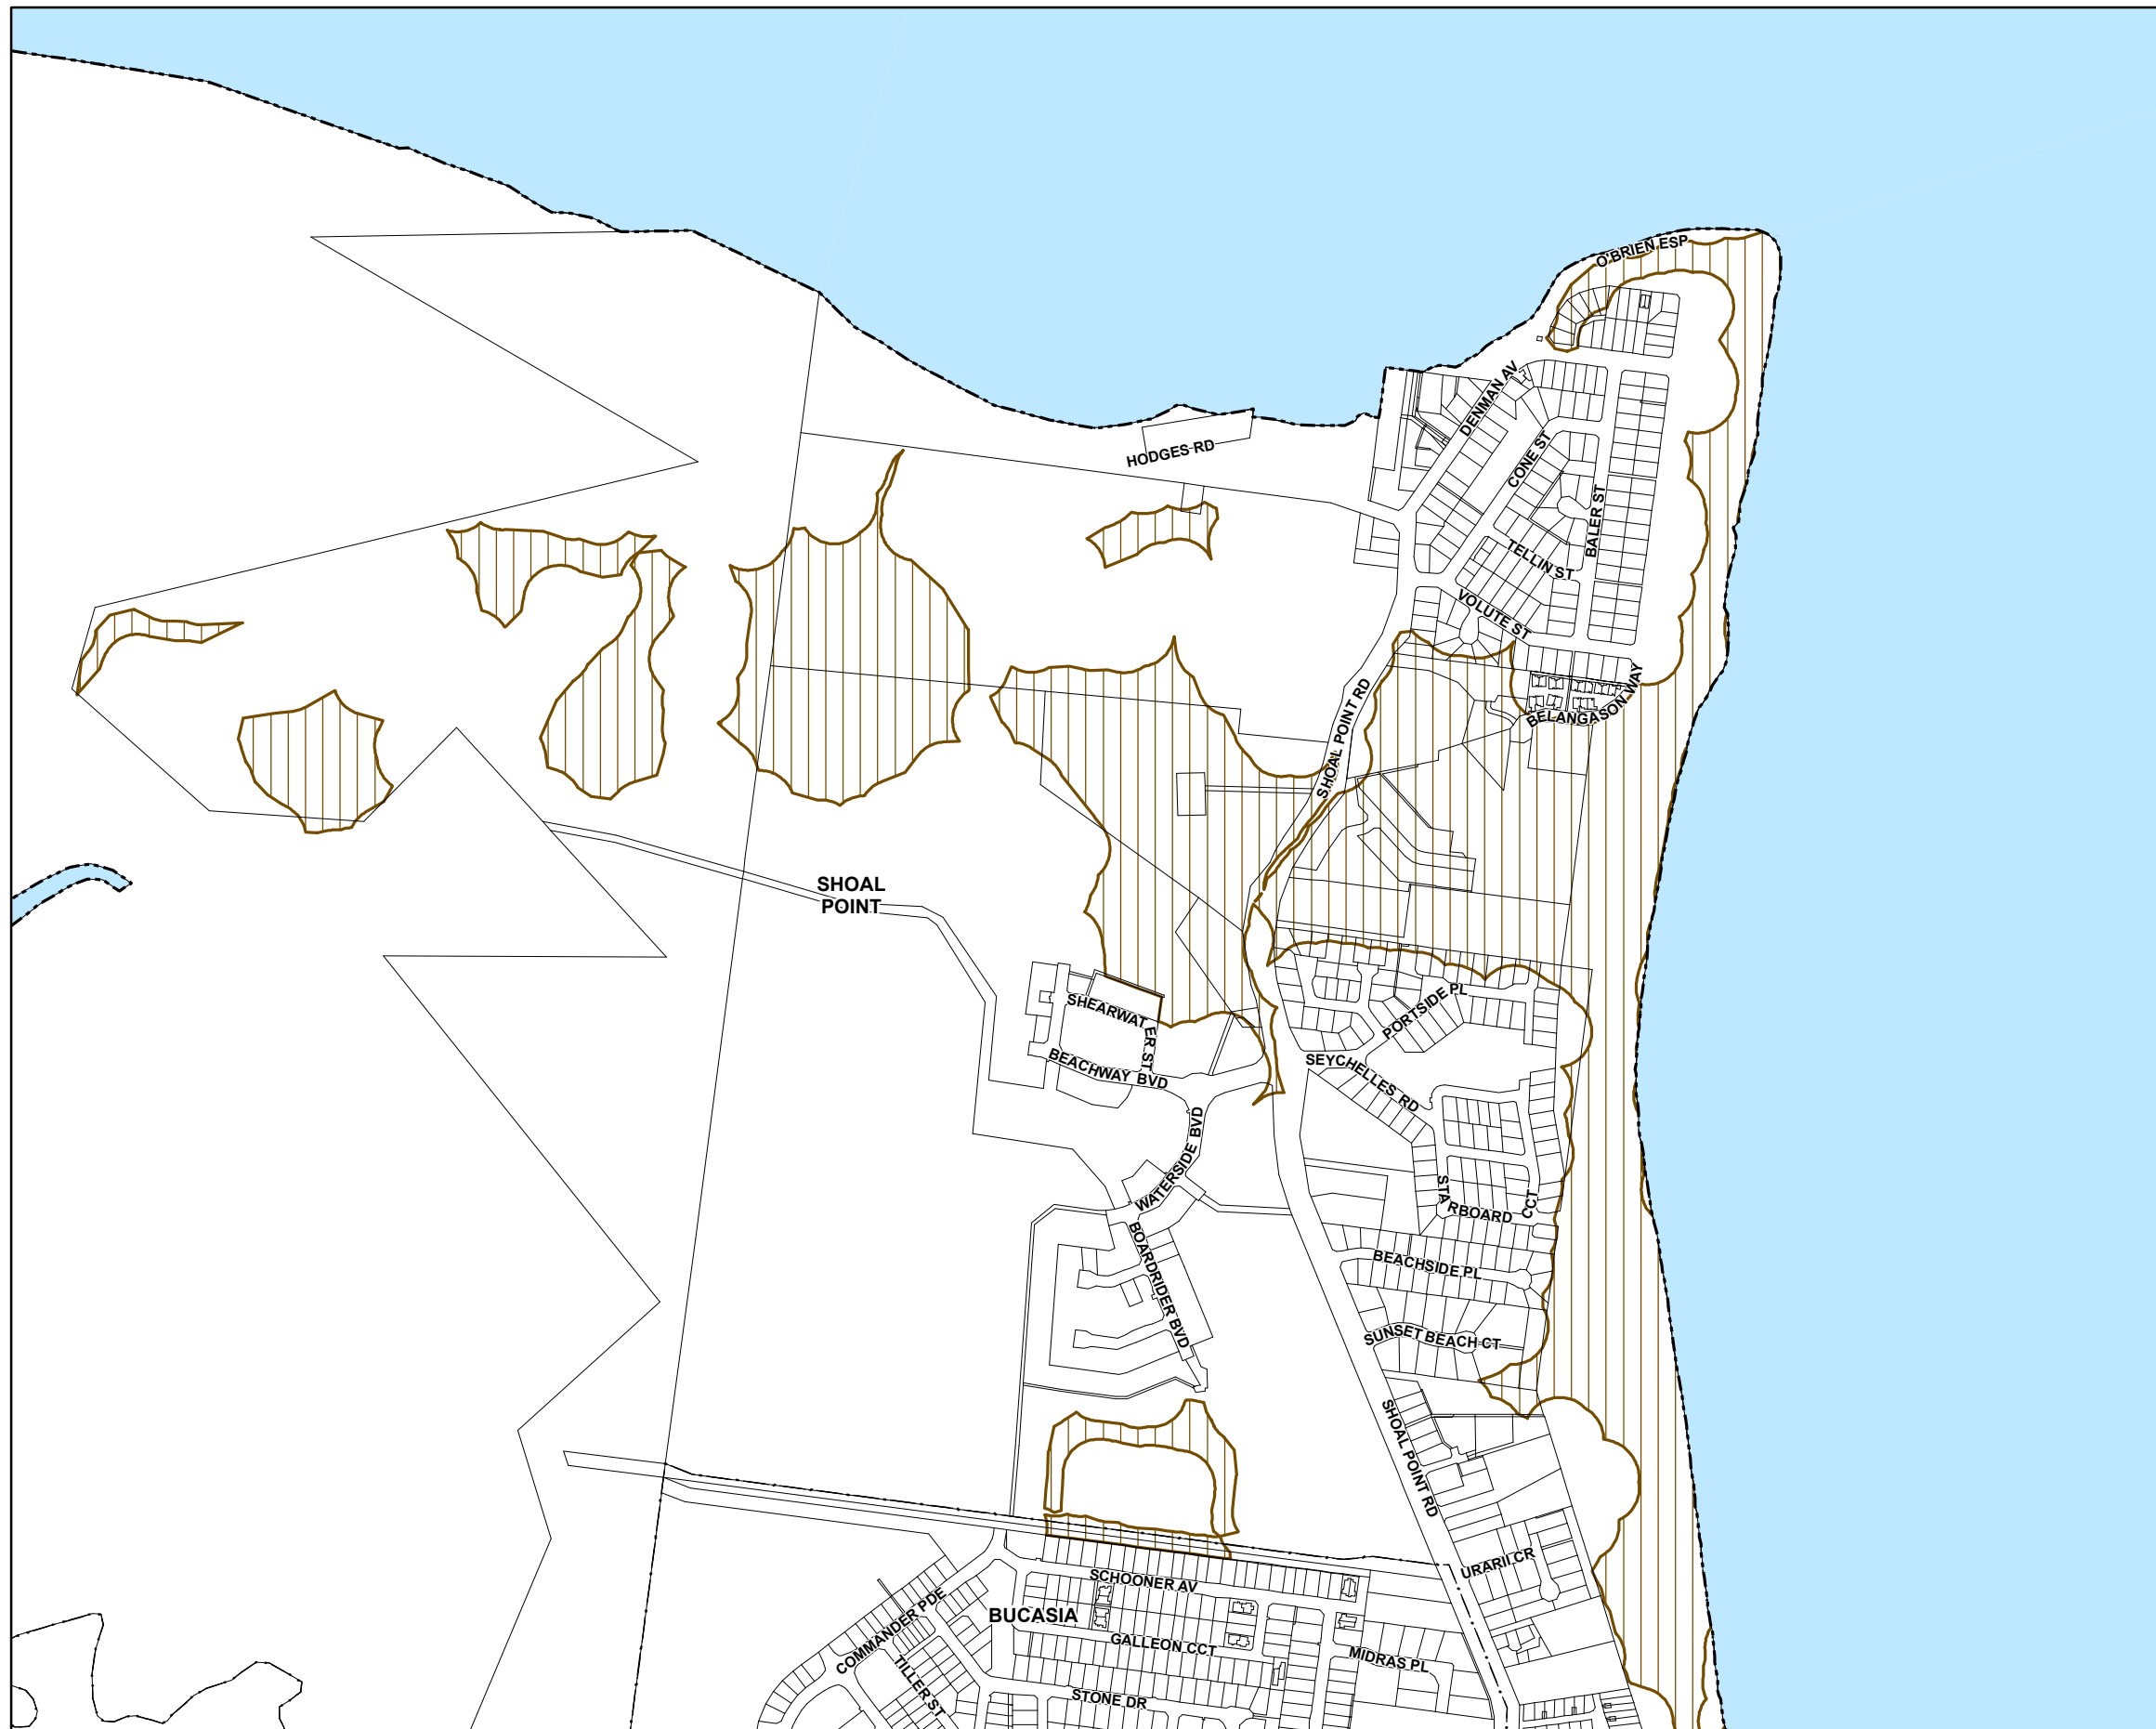 O'BRIEN ESP
DENMAN AV
HODGES RD
CONE ST
BALER ST
TELLIN ST
VOLUTE ST
BELANGASON WAY
SHOAL POINT RD
SHOAL
POINT
SHEARWATER ST
PORTSIDE PL
BEACHWAY BVD
SEYCHELLES RD
WATERSIDE BVD
STARBOARD CCT
BOARDRIDER BVD
BEACHSIDE PL
SUNSET BEACH CT
SHOAL POINT RD
URARII CR
SCHOONER AV
COMMANDER PDE
BUCASIA
GALLEON CCT
MIDRAS PL
TILLER ST
STONE DR